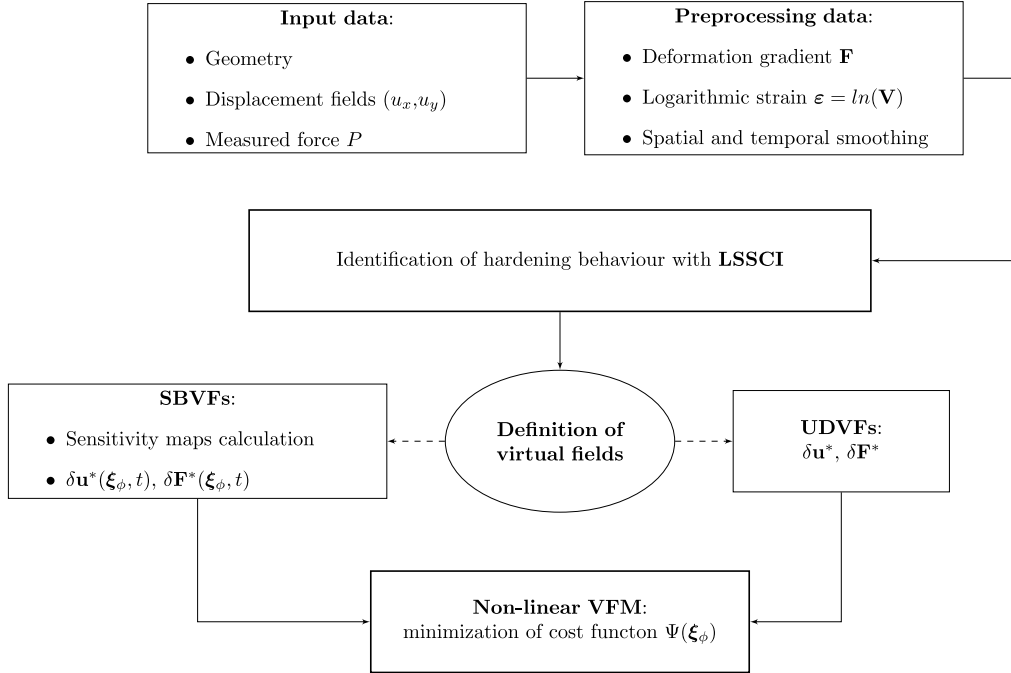 Input data:
• Geometry
• Displacement fields (u_x,u_y)
• Measured force P
Preprocessing data:
• Deformation gradient F
• Logarithmic strain ε = ln(V)
• Spatial and temporal smoothing
Identification of hardening behaviour with LSSCI
SBVFs:
• Sensitivity maps calculation
• δu*(ξ_ϕ, t), δF*(ξ_ϕ, t)
Definition of
virtual fields
UDVFs:
δu*, δF*
Non-linear VFM:
minimization of cost functon Ψ(ξ_ϕ)